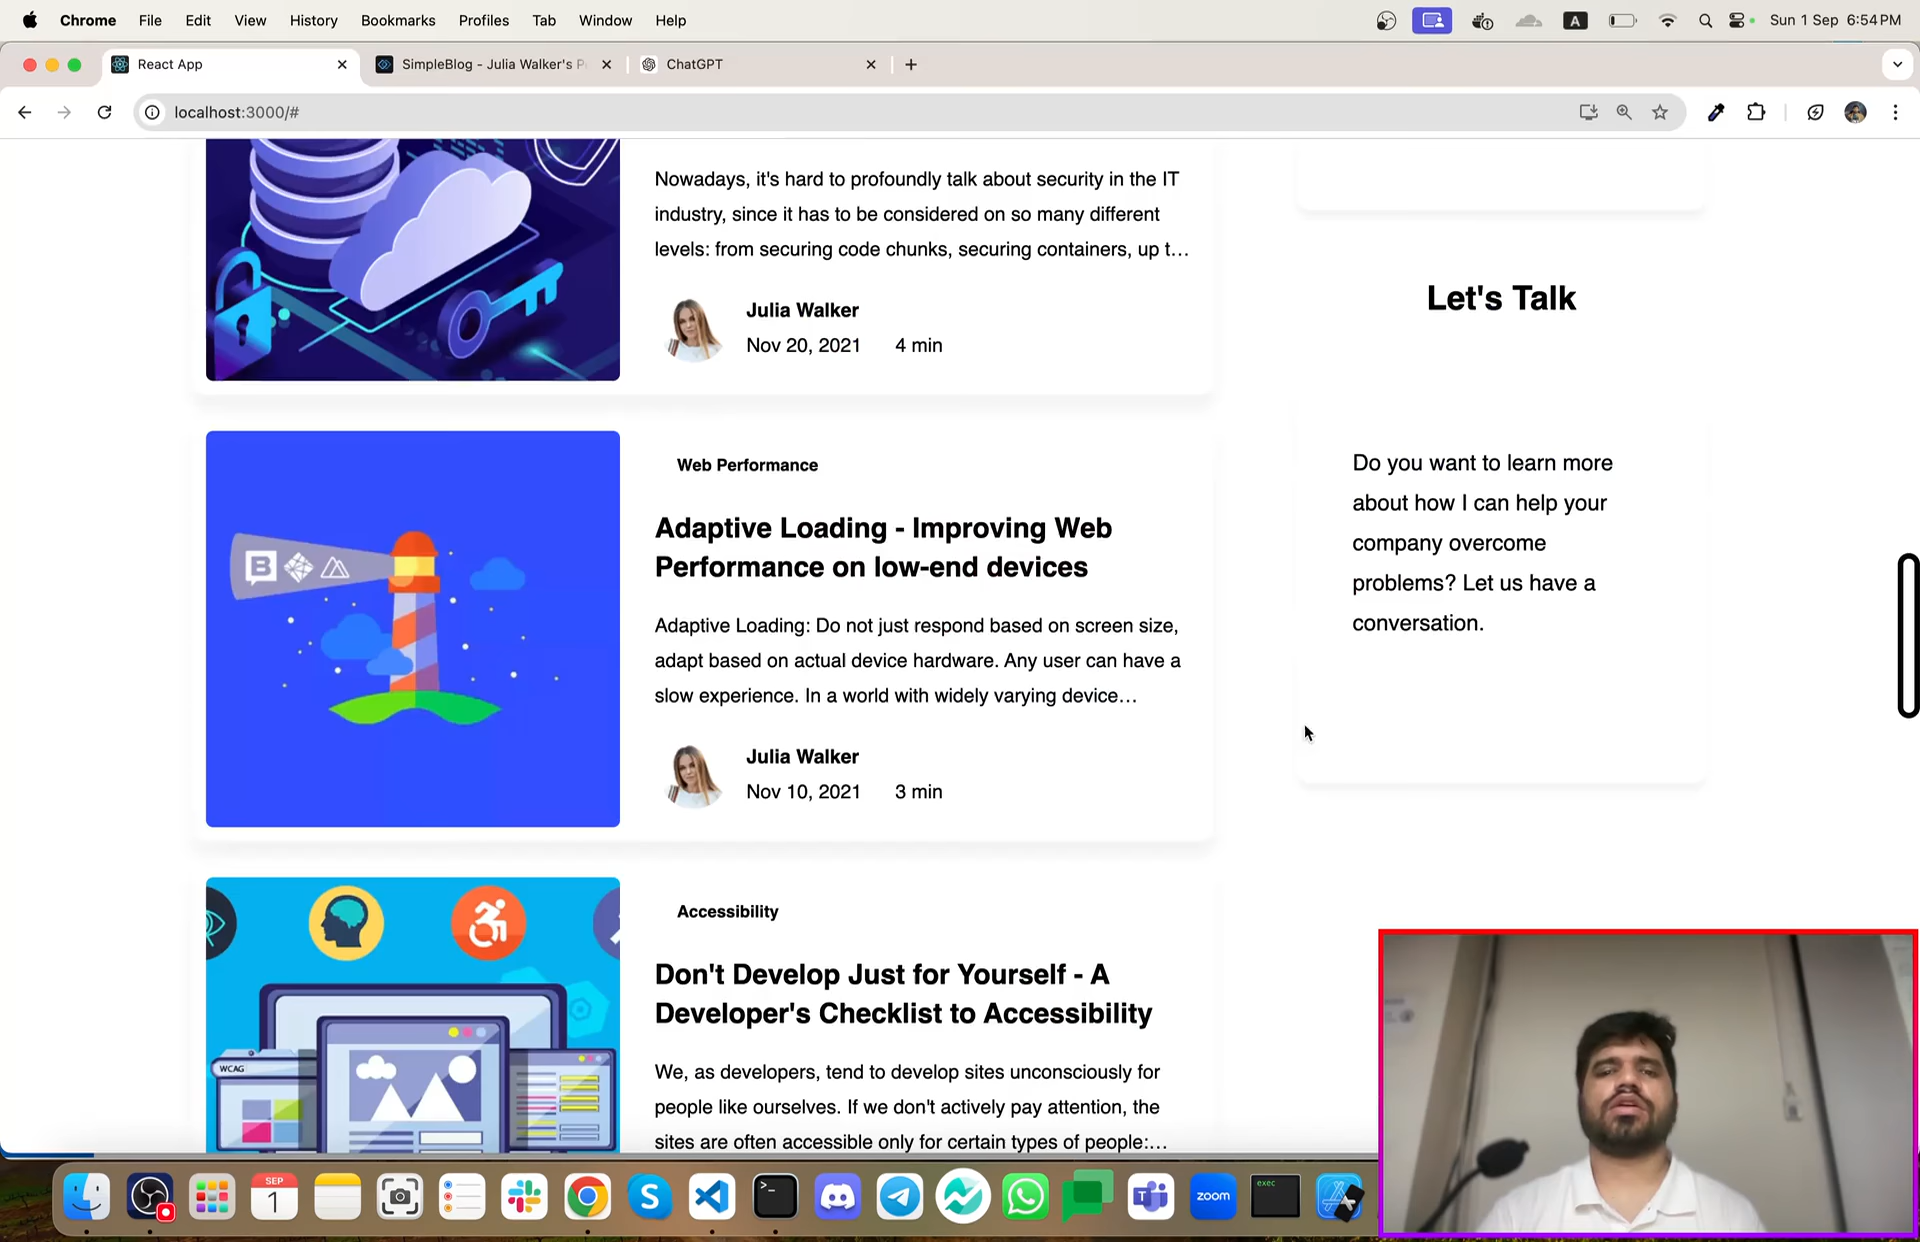 Chrome File Edit View History Bookmarks Profiles Tab Window Help
A
Sun 1 Sep 6:54 PM
React App
SimpleBlog - Julia Walker's P
ChatGPT
localhost:3000/#
Nowadays, it's hard to profoundly talk about security in the IT
industry, since it has to be considered on so many different
levels: from securing code chunks, securing containers, up t...
Julia Walker
Nov 20, 2021 4 min
Let's Talk
Do you want to learn more
about how I can help your
company overcome
problems? Let us have a
conversation.
B
Web Performance
Adaptive Loading - Improving Web
Performance on low-end devices
Adaptive Loading: Do not just respond based on screen size,
adapt based on actual device hardware. Any user can have a
slow experience. In a world with widely varying device...
Julia Walker
Nov 10, 2021 3 min
WCAG
Accessibility
Don't Develop Just for Yourself - A
Developer's Checklist to Accessibility
We, as developers, tend to develop sites unconsciously for
people like ourselves. If we don't actively pay attention, the
sites are often accessible only for certain types of people:...
SEP
1
S
>_
T
zoom
exec